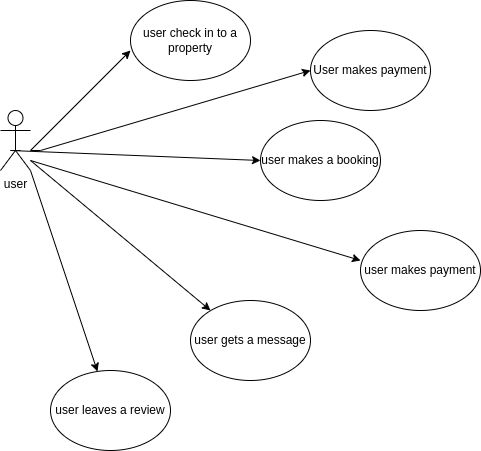 user check in to a
property
User makes payment
user makes a booking
user
user makes payment
user gets a message
user leaves a review